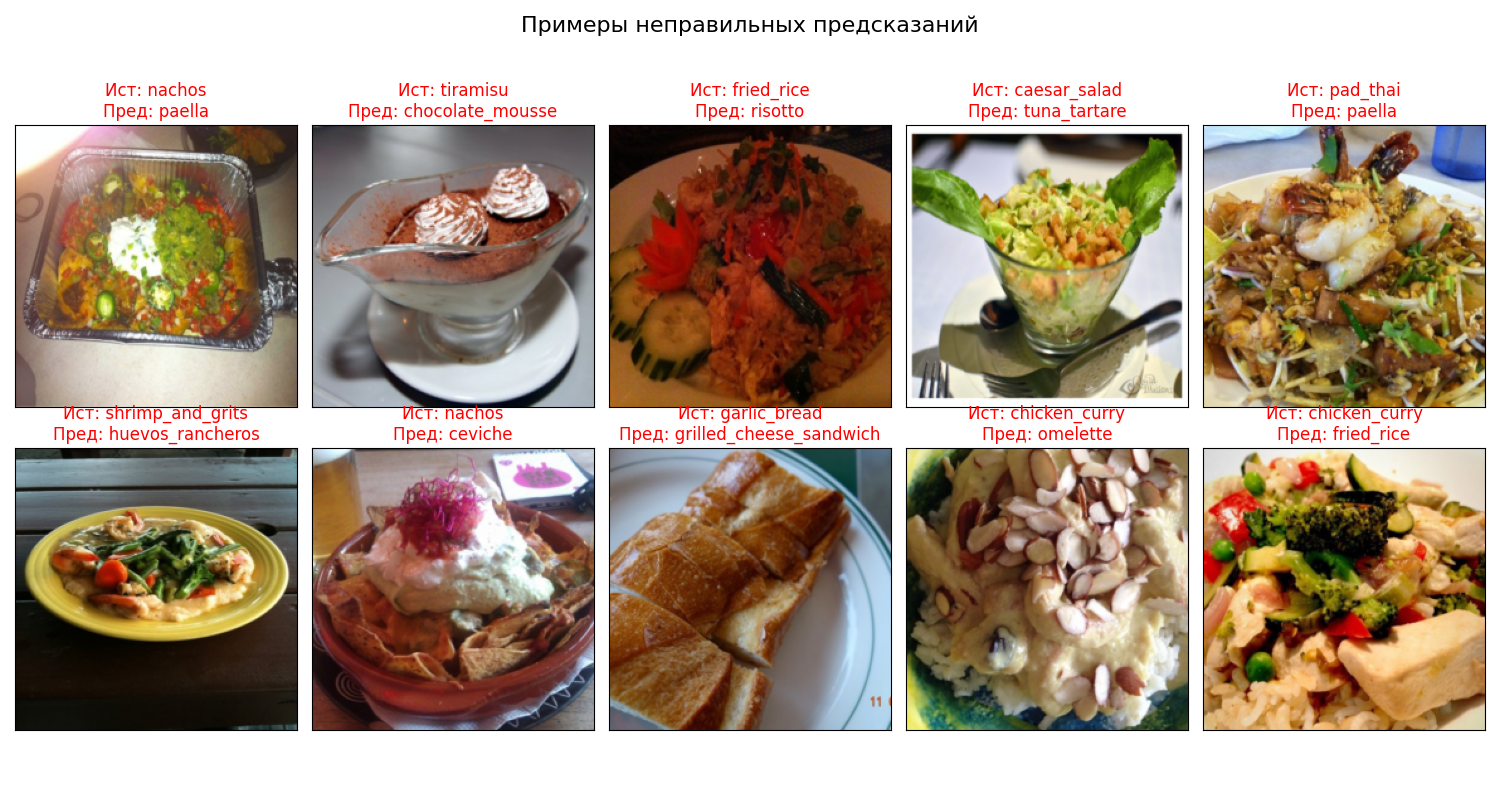 Примеры неправильных предсказаний
Ист: nachos
Пред: paella
Ист: tiramisu
Пред: chocolate_mousse
Ист: fried_rice
Пред: risotto
Ист: caesar_salad
Пред: tuna_tartare
Ист: pad_thai
Пред: paella
Ист: shrimp_and_grits
Пред: huevos_rancheros
Ист: nachos
Пред: ceviche
Ист: garlic_bread
Пред: grilled_cheese_sandwich
Ист: chicken_curry
Пред: omelette
Ист: chicken_curry
Пред: fried_rice
11